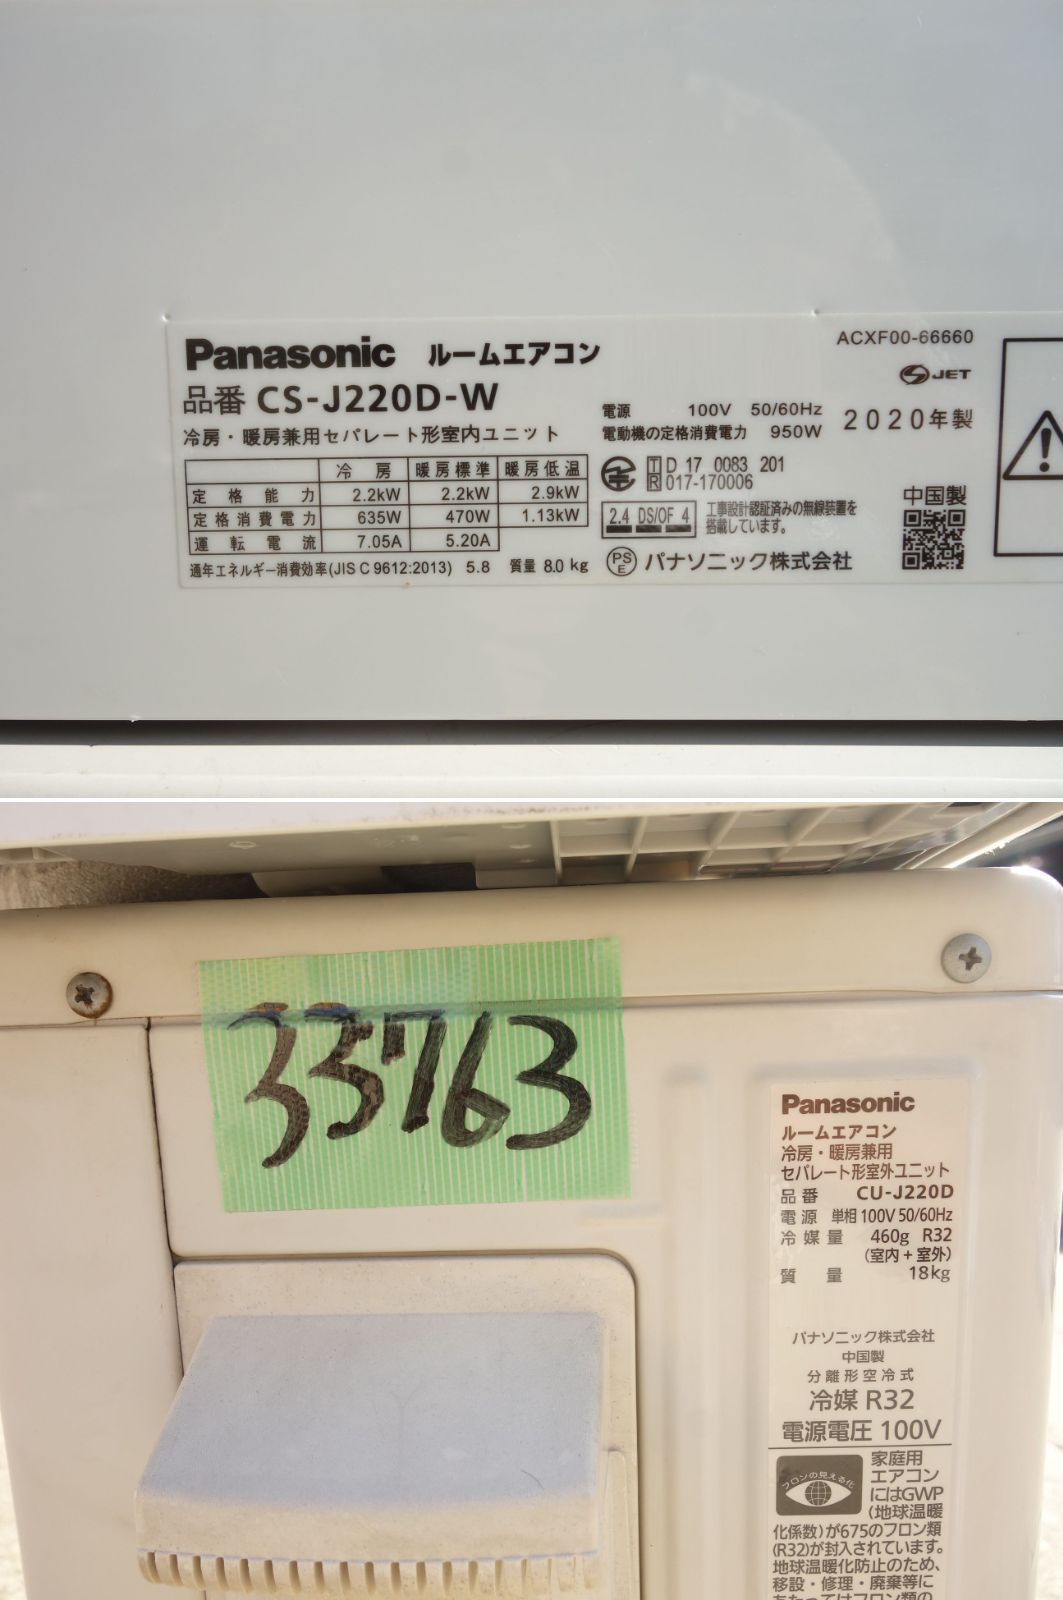 Panasonic ルームエアコン
品番 CS-J220D-W
冷房・暖房兼用セパレート形室内ユニット
冷房 暖房標準 暖房低温
定格能力 2.2kW 2.2kW 2.9kW
定格消費電力 635W 470W 1.13kW
運転電流 7.05A 5.20A
通年エネルギー消費効率(JIS C 9612:2013) 5.8 質量 8.0 kg
ACXF00-66660
JET
電源 100V 50/60Hz
電動機の定格消費電力 950W
2020年製
T D 17 0083 201
R 017-170006
2.4 DS/OF 4
工事設計認証済みの無線装置を
搭載しています。
PS
E
パナソニック株式会社
中国製
33763
Panasonic
ルームエアコン
冷房・暖房兼用
セパレート形室外ユニット
品番 CU-J220D
電源 単相100V 50/60Hz
冷媒量 460g R32
(室内+室外)
質量 18kg
パナソニック株式会社
中国製
分離形空冷式
冷媒 R32
電源電圧 100V
フロンの見える化
家庭用
エアコン
にはGWP
(地球温暖
化係数)が675のフロン類
(R32)が封入されています。
地球温暖化防止のため、
移設・修理・廃棄等に
あたってはフロン類の